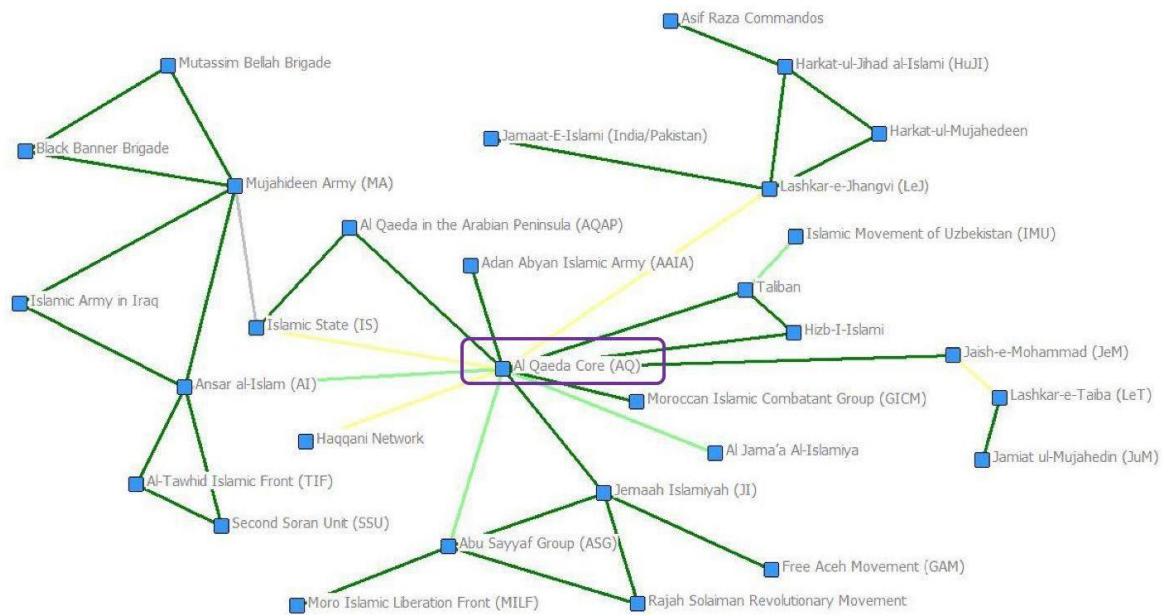 Asif Raza Commandos
Mutassim Bellah Brigade
Harkat-ul-Jihad al-Islami (HuJI)
Jamaat-E-Islami (India/Pakistan)
Harkat-ul-Mujahedeen
Black Banner Brigade
Mujahideen Army (MA)
Lashkar-e-Jhangvi (LeJ)
Al Qaeda in the Arabian Peninsula (AQAP)
Islamic Movement of Uzbekistan (IMU)
Adan Abyan Islamic Army (AAIA)
Taliban
Islamic Army in Iraq
Islamic State (IS)
Hizb-I-Islami
Jaish-e-Mohammad (JeM)
Al Qaeda Core (AQ)
Ansar al-Islam (AI)
Lashkar-e-Taiba (LeT)
Moroccan Islamic Combatant Group (GICM)
Haqqani Network
Al Jama'a Al-Islamiya
Jamiat ul-Mujahedin (JuM)
Al-Tawhid Islamic Front (TIF)
Jemaah Islamiyah (JI)
Second Soran Unit (SSU)
Abu Sayyaf Group (ASG)
Free Aceh Movement (GAM)
Moro Islamic Liberation Front (MILF)
Rajah Solaiman Revolutionary Movement